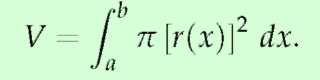 V = ∫_a^b π [r(x)]² dx.